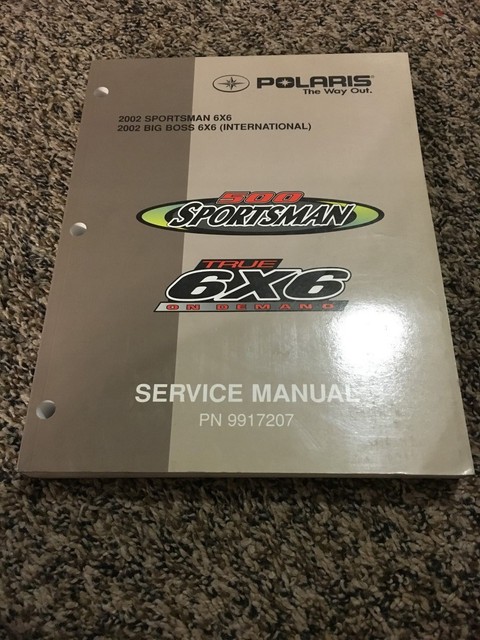 POLARIS®
The Way Out.
2002 SPORTSMAN 6X6
2002 BIG BOSS 6X6 (INTERNATIONAL)
500
SPORTSMAN
TRUE
6X6
ON DEMAND
SERVICE MANUAL
PN 9917207